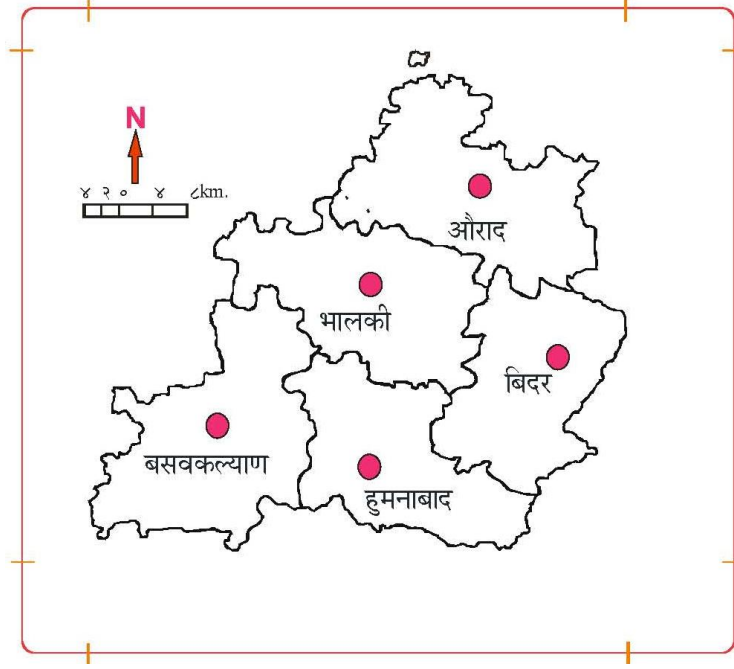 N
४ २ ० ४ ८km.
औराद
भालकी
बिदर
बसवकल्याण
हुमनाबाद